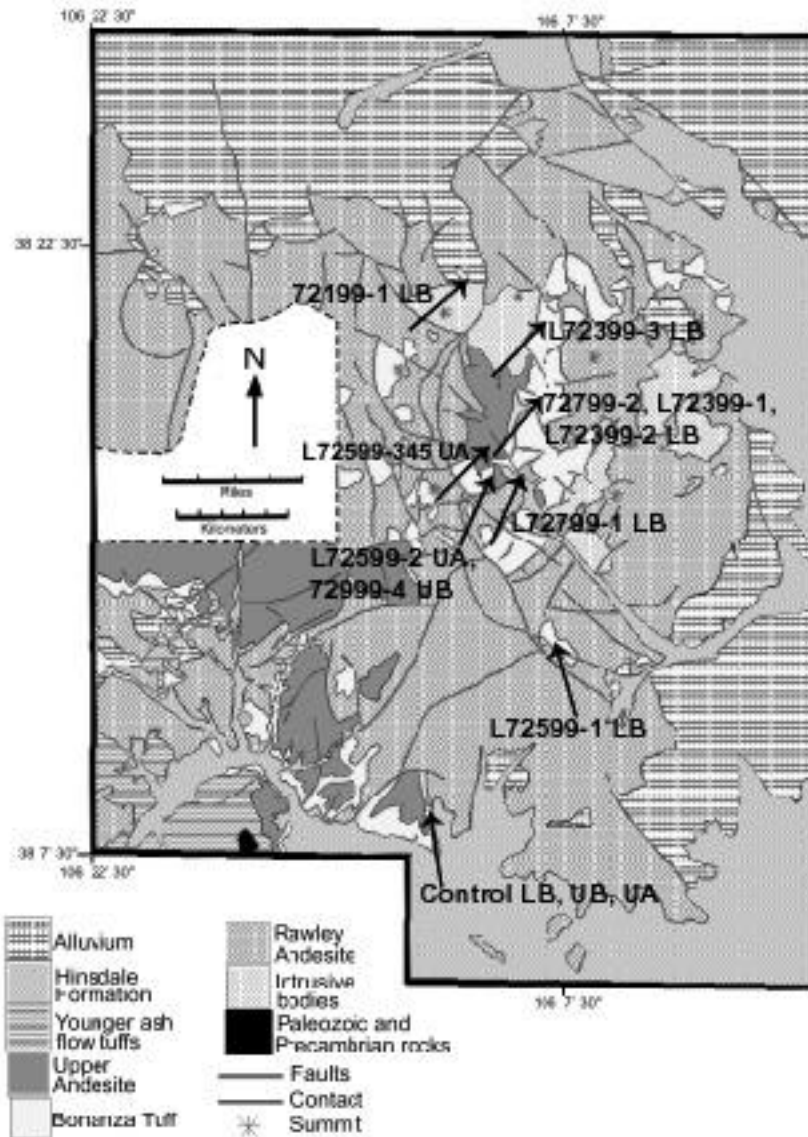 106 22' 30"
106 7' 30"
38 22' 30"
72199-1 LB
L72399-3 LB
N
72799-2, L72399-1,
L72399-2 LB
L72599-345 UA
Miles
Kilometers
L72799-1 LB
L72599-2 UA,
72999-4 UB
L72599-1 LB
38 7' 30"
106 22' 30"
Control LB, UB, UA
106 7' 30"
Alluvium
Hinsdale
Formation
Younger ash
flow tuffs
Upper
Andesite
Bonanza Tuff
Rawley
Andesite
Intrusive
bodies
Paleozoic and
Precambrian rocks
Faults
Contact
Summit